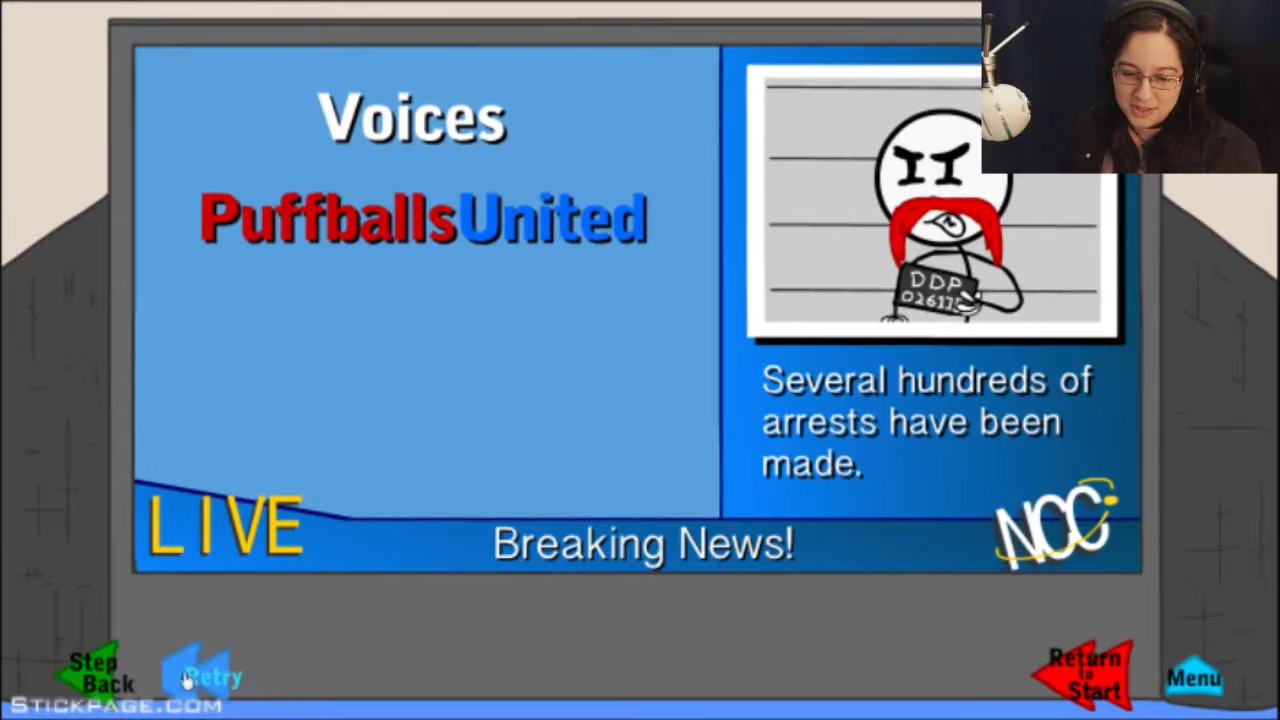 Voices
PuffballsUnited
DDP
Several hundreds of
arrests have been
made.
LIVE
Breaking News!
NCC
Step
Back
Retry
Return
to
Start
Menu
STICKPAGE.COM